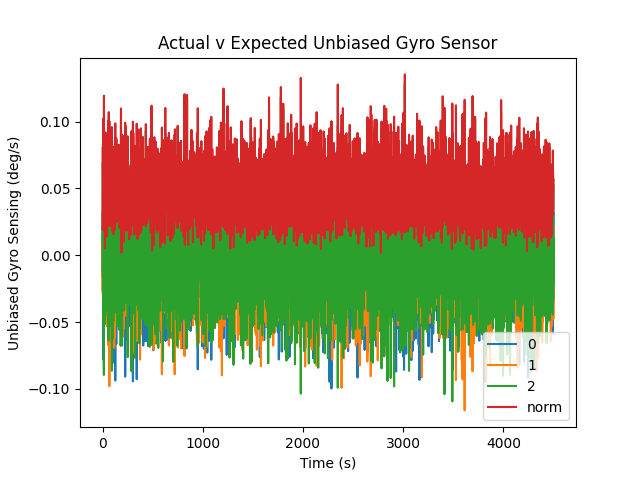 Actual v Expected Unbiased Gyro Sensor
Unbiased Gyro Sensing (deg/s)
0.10
0.05
0.00
−0.05
−0.10
0
1
2
norm
0 1000 2000 3000 4000
Time (s)